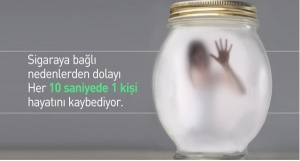 Sigaraya bağlı
nedenlerden dolayı
Her 10 saniyede 1 kişi
hayatını kaybediyor.